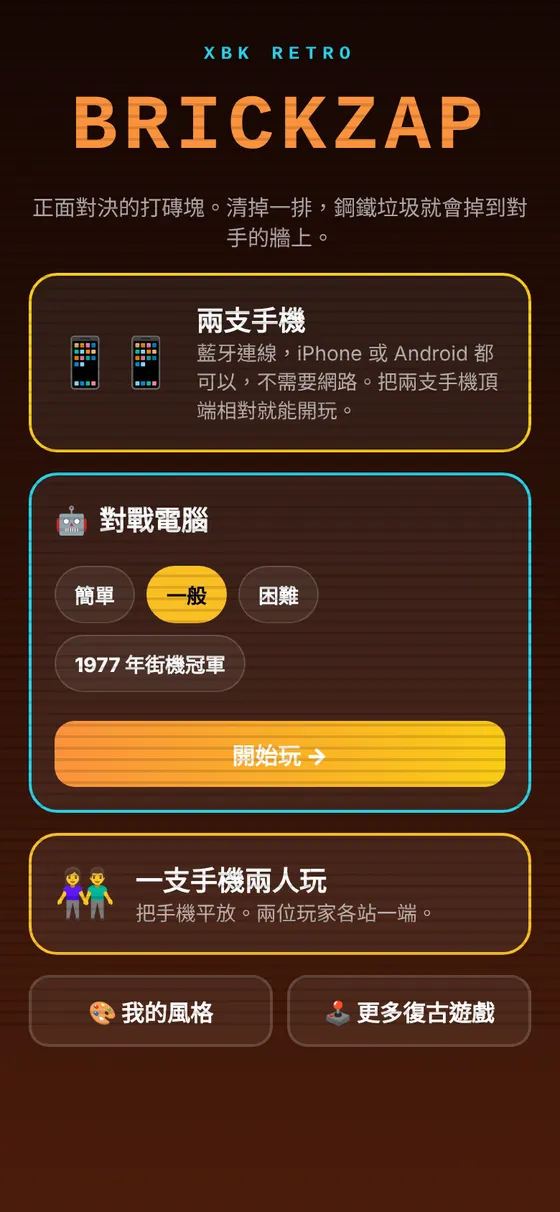 XBK RETRO
BRICKZAP
正面對決的打磚塊。清掉一排，鋼鐵垃圾就會掉到對
手的牆上。
兩支手機
藍牙連線，iPhone 或 Android 都
可以，不需要網路。把兩支手機頂
端相對就能開玩。
對戰電腦
簡單
一般
困難
1977 年街機冠軍
開始玩 →
一支手機兩人玩
把手機平放。兩位玩家各站一端。
我的風格
更多復古遊戲